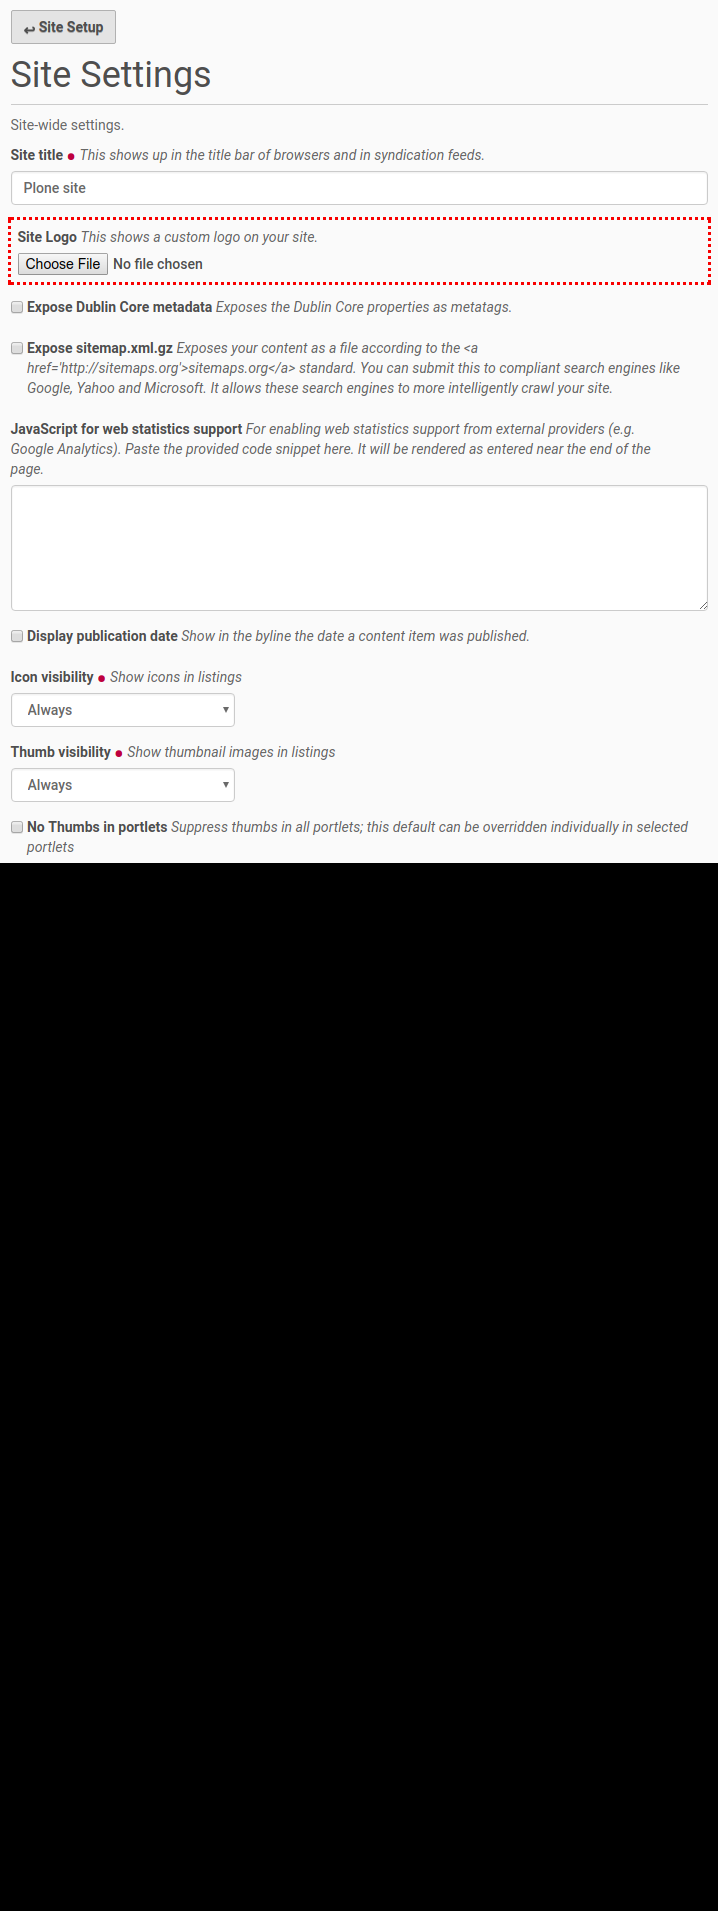 ↩ Site Setup
Site Settings
Site-wide settings.
Site title ● This shows up in the title bar of browsers and in syndication feeds.
Plone site
Site Logo This shows a custom logo on your site.
Choose File No file chosen
Expose Dublin Core metadata Exposes the Dublin Core properties as metatags.
Expose sitemap.xml.gz Exposes your content as a file according to the <a
href='http://sitemaps.org'>sitemaps.org</a> standard. You can submit this to compliant search engines like
Google, Yahoo and Microsoft. It allows these search engines to more intelligently crawl your site.
JavaScript for web statistics support For enabling web statistics support from external providers (e.g.
Google Analytics). Paste the provided code snippet here. It will be rendered as entered near the end of the
page.
Display publication date Show in the byline the date a content item was published.
Icon visibility ● Show icons in listings
Always
Thumb visibility ● Show thumbnail images in listings
Always
No Thumbs in portlets Suppress thumbs in all portlets; this default can be overridden individually in selected
portlets